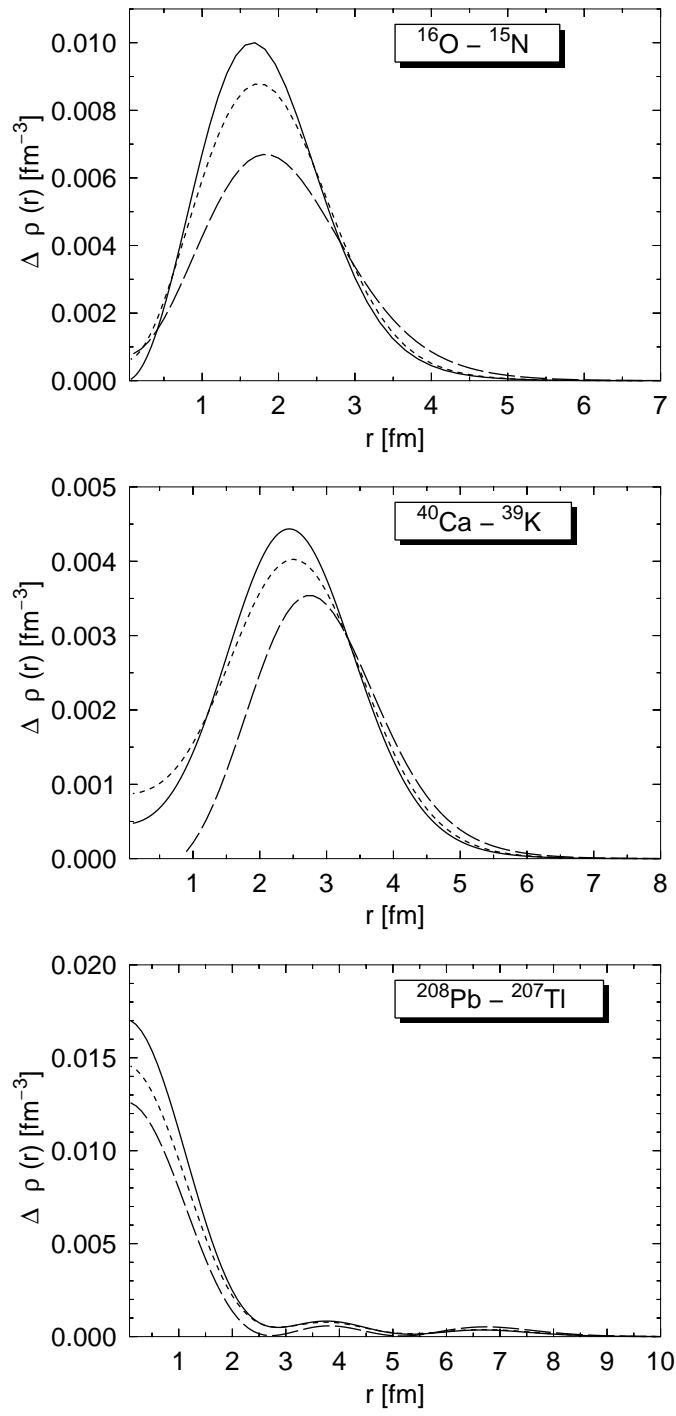 ¹⁶O – ¹⁵N
Δ ρ (r) [fm⁻³]
0.010
0.008
0.006
0.004
0.002
0.000
1 2 3 4 5 6 7
r [fm]
⁴⁰Ca – ³⁹K
Δ ρ (r) [fm⁻³]
0.005
0.004
0.003
0.002
0.001
0.000
1 2 3 4 5 6 7 8
r [fm]
²⁰⁸Pb – ²⁰⁷Tl
Δ ρ (r) [fm⁻³]
0.020
0.015
0.010
0.005
0.000
1 2 3 4 5 6 7 8 9 10
r [fm]